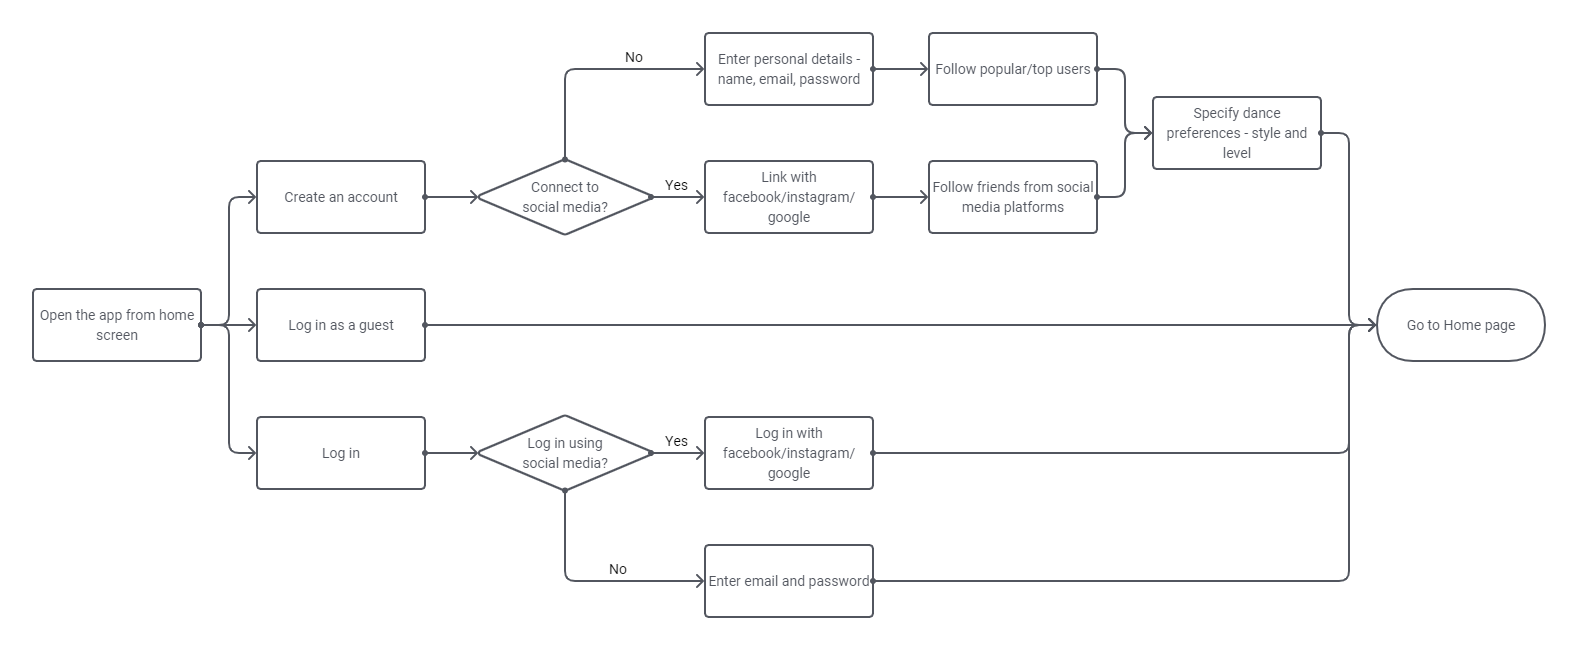 No
Enter personal details -
name, email, password
Follow popular/top users
Specify dance
preferences - style and
level
Create an account
Connect to
social media?
Yes
Link with
facebook/instagram/
google
Follow friends from social
media platforms
Open the app from home
screen
Log in as a guest
Go to Home page
Log in
Log in using
social media?
Yes
Log in with
facebook/instagram/
google
No
Enter email and password